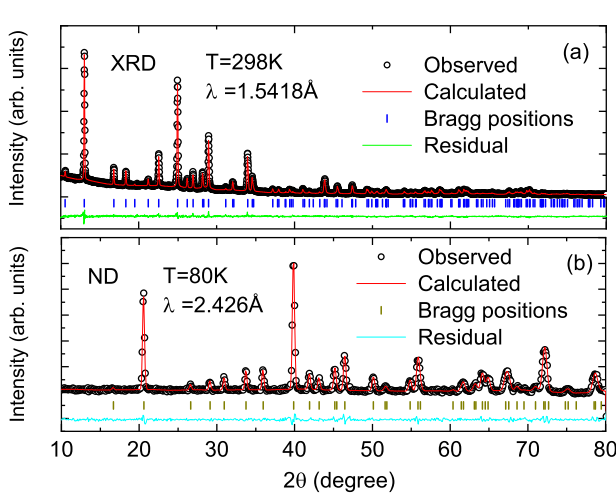 Intensity (arb. units)
XRD
T=298K
λ =1.5418Å
(a)
Observed
Calculated
Bragg positions
Residual
Intensity (arb. units)
ND
T=80K
λ =2.426Å
(b)
Observed
Calculated
Bragg positions
Residual
10 20 30 40 50 60 70 80
2θ (degree)